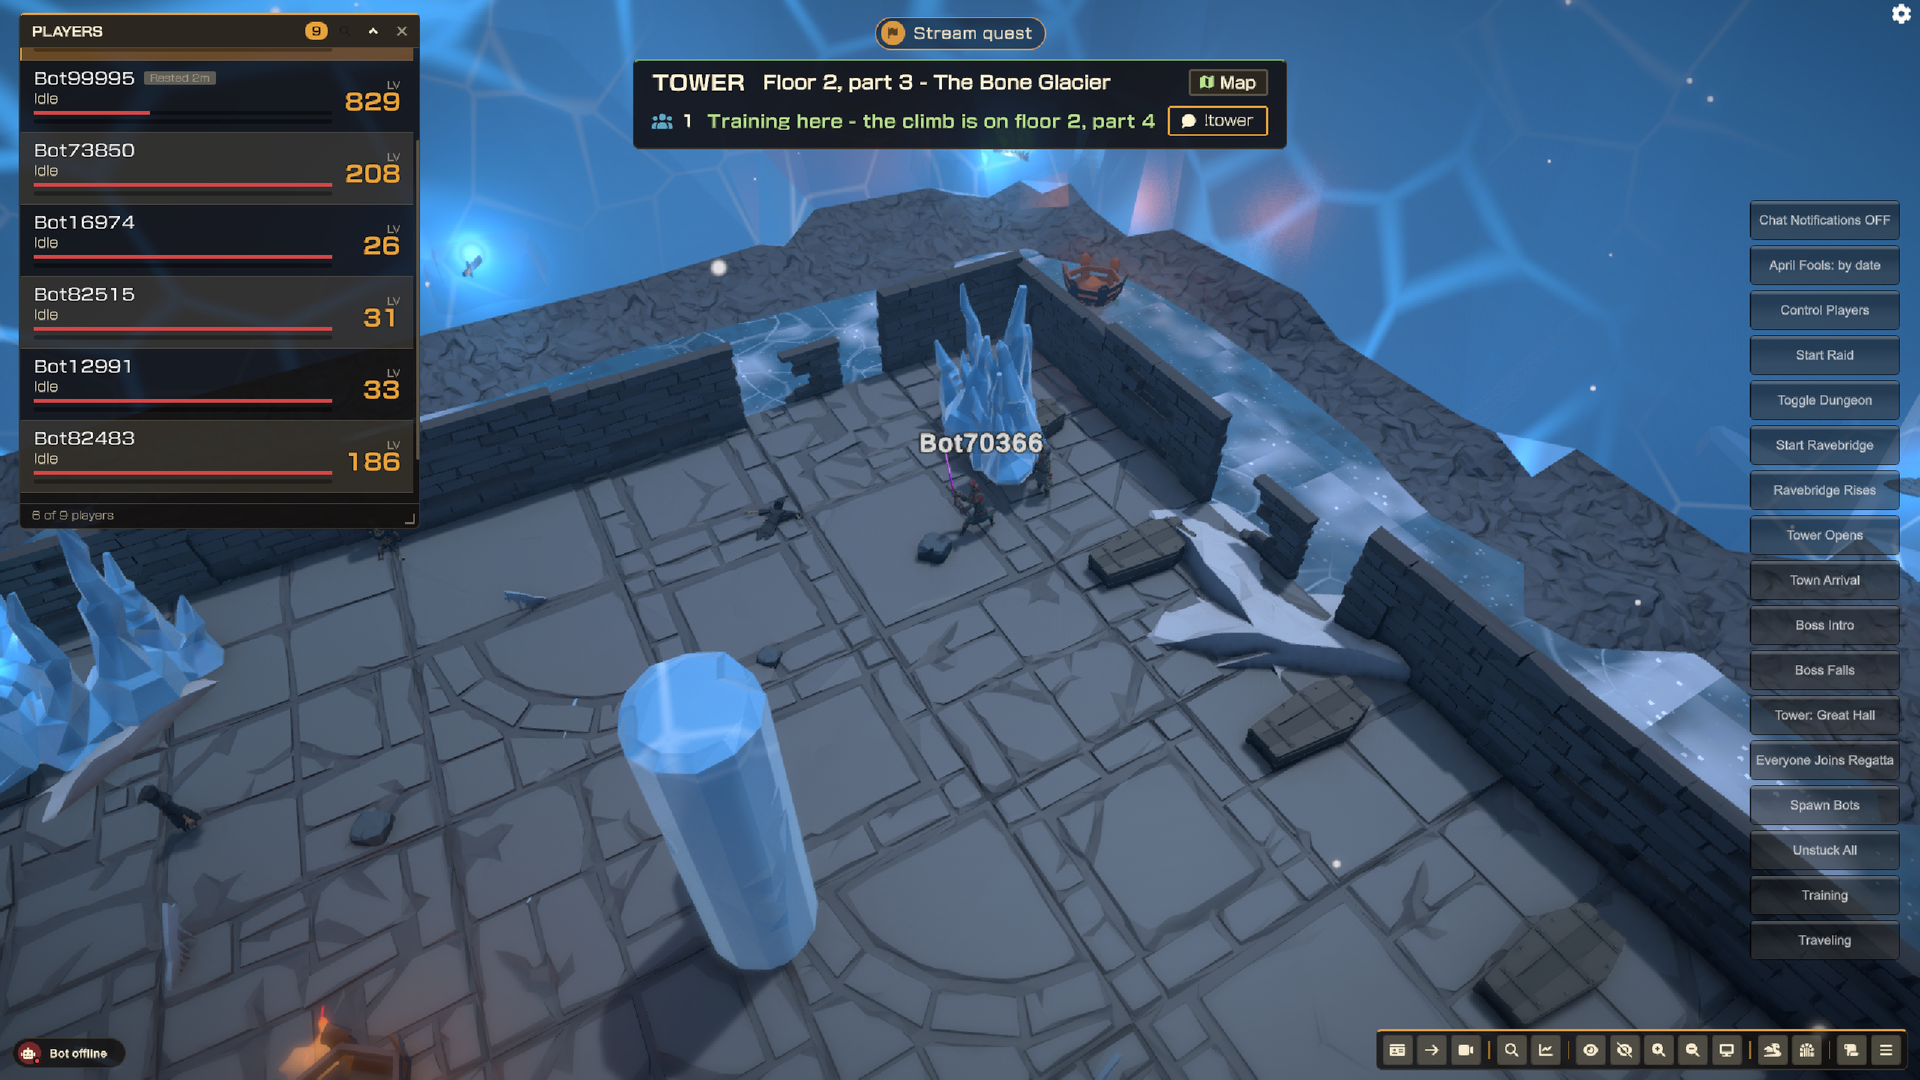 PLAYERS
9
Bot99995 Rested 2m
Idle
LV
829
Bot73850
Idle
LV
208
Bot16974
Idle
LV
26
Bot82515
Idle
LV
31
Bot12991
Idle
LV
33
Bot82483
Idle
LV
186
6 of 9 players
Stream quest
TOWER Floor 2, part 3 - The Bone Glacier Map
1 Training here - the climb is on floor 2, part 4 !tower
Bot70366
Chat Notifications OFF
April Fools: by date
Control Players
Start Raid
Toggle Dungeon
Start Ravebridge
Ravebridge Rises
Tower Opens
Town Arrival
Boss Intro
Boss Falls
Tower: Great Hall
Everyone Joins Regatta
Spawn Bots
Unstuck All
Training
Traveling
Bot offline